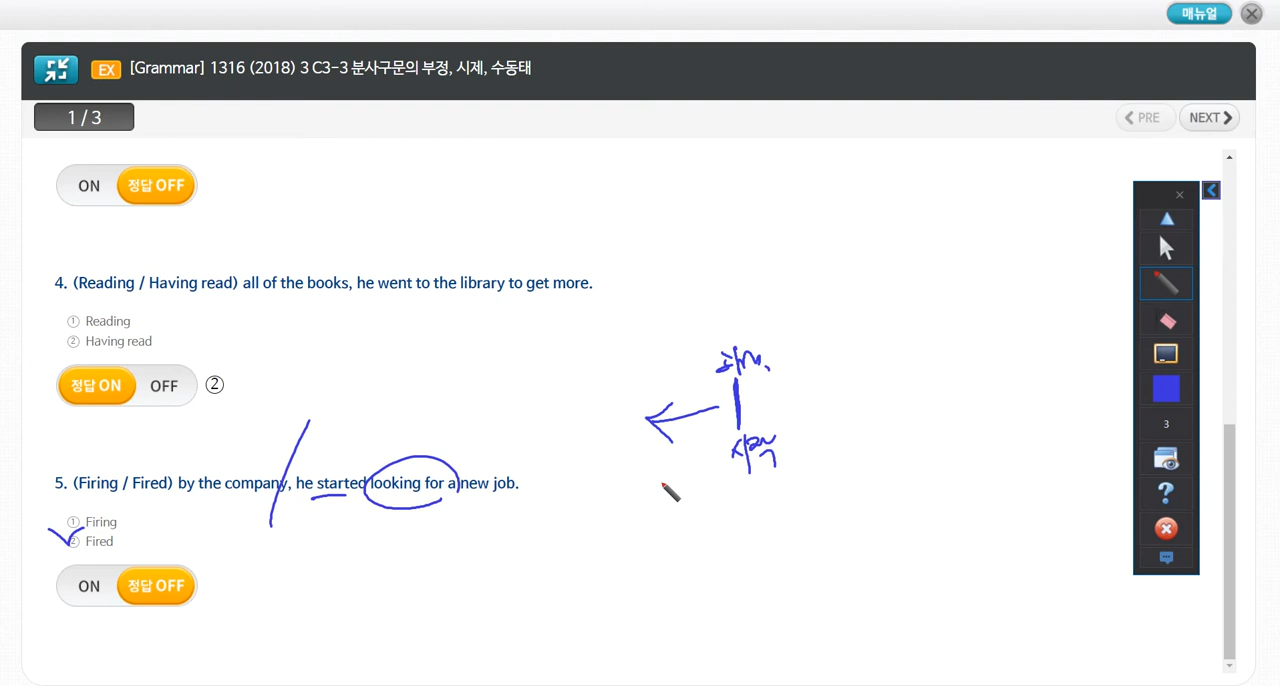 매뉴얼
EX [Grammar] 1316 (2018) 3 C3-3 분사구문의 부정, 시제, 수동태
1 / 3
PRE NEXT
ON 정답 OFF
4. (Reading / Having read) all of the books, he went to the library to get more.
① Reading
② Having read
정답 ON OFF ②
5. (Firing / Fired) by the company, he started looking for a new job.
① Firing
② Fired
ON 정답 OFF
3